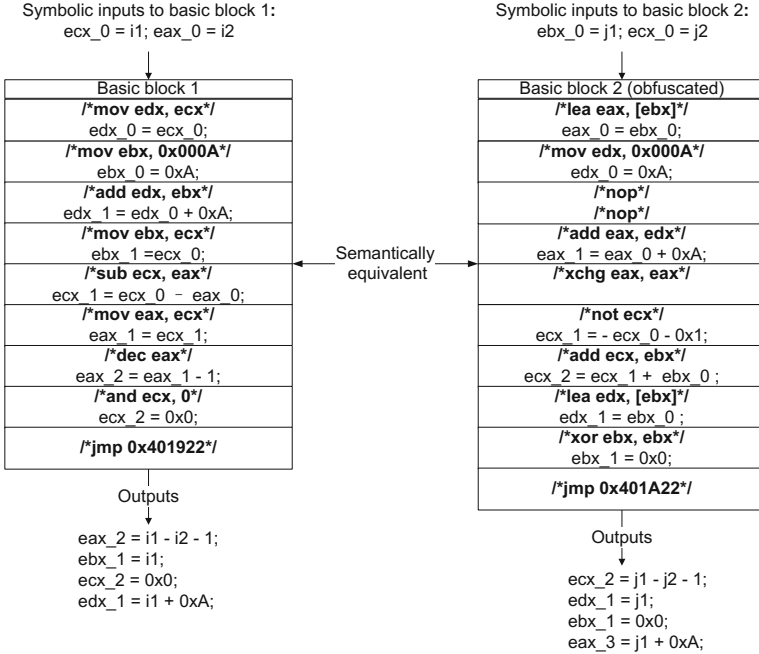 Symbolic inputs to basic block 1:
ecx_0 = i1; eax_0 = i2
Basic block 1
/*mov edx, ecx*/
edx_0 = ecx_0;
/*mov ebx, 0x000A*/
ebx_0 = 0xA;
/*add edx, ebx*/
edx_1 = edx_0 + 0xA;
/*mov ebx, ecx*/
ebx_1 =ecx_0;
/*sub ecx, eax*/
ecx_1 = ecx_0 - eax_0;
/*mov eax, ecx*/
eax_1 = ecx_1;
/*dec eax*/
eax_2 = eax_1 - 1;
/*and ecx, 0*/
ecx_2 = 0x0;
/*jmp 0x401922*/
Outputs
eax_2 = i1 - i2 - 1;
ebx_1 = i1;
ecx_2 = 0x0;
edx_1 = i1 + 0xA;
Semantically
equivalent
Symbolic inputs to basic block 2:
ebx_0 = j1; ecx_0 = j2
Basic block 2 (obfuscated)
/*lea eax, [ebx]*/
eax_0 = ebx_0;
/*mov edx, 0x000A*/
edx_0 = 0xA;
/*nop*/
/*nop*/
/*add eax, edx*/
eax_1 = eax_0 + 0xA;
/*xchg eax, eax*/
/*not ecx*/
ecx_1 = - ecx_0 - 0x1;
/*add ecx, ebx*/
ecx_2 = ecx_1 + ebx_0 ;
/*lea edx, [ebx]*/
edx_1 = ebx_0 ;
/*xor ebx, ebx*/
ebx_1 = 0x0;
/*jmp 0x401A22*/
Outputs
ecx_2 = j1 - j2 - 1;
edx_1 = j1;
ebx_1 = 0x0;
eax_3 = j1 + 0xA;